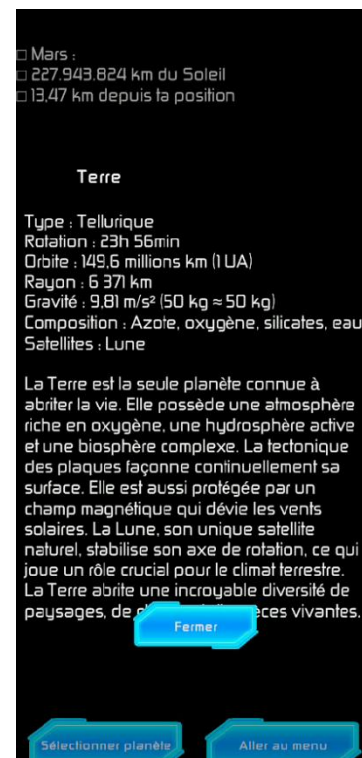 □ Mars :
□ 227.943.824 km du Soleil
□ 13,47 km depuis ta position
Terre
Type : Tellurique
Rotation : 23h 56min
Orbite : 149,6 millions km (1 UA)
Rayon : 6 371 km
Gravité : 9,81 m/s² (50 kg ≈ 50 kg)
Composition : Azote, oxygène, silicates, eau
Satellites : Lune
La Terre est la seule planète connue à
abriter la vie. Elle possède une atmosphère
riche en oxygène, une hydrosphère active
et une biosphère complexe. La tectonique
des plaques façonne continuellement sa
surface. Elle est aussi protégée par un
champ magnétique qui dévie les vents
solaires. La Lune, son unique satellite
naturel, stabilise son axe de rotation, ce qui
joue un rôle crucial pour le climat terrestre.
La Terre abrite une incroyable diversité de
paysages, de vivantes.
Fermer
Sélectionner planète
Aller au menu